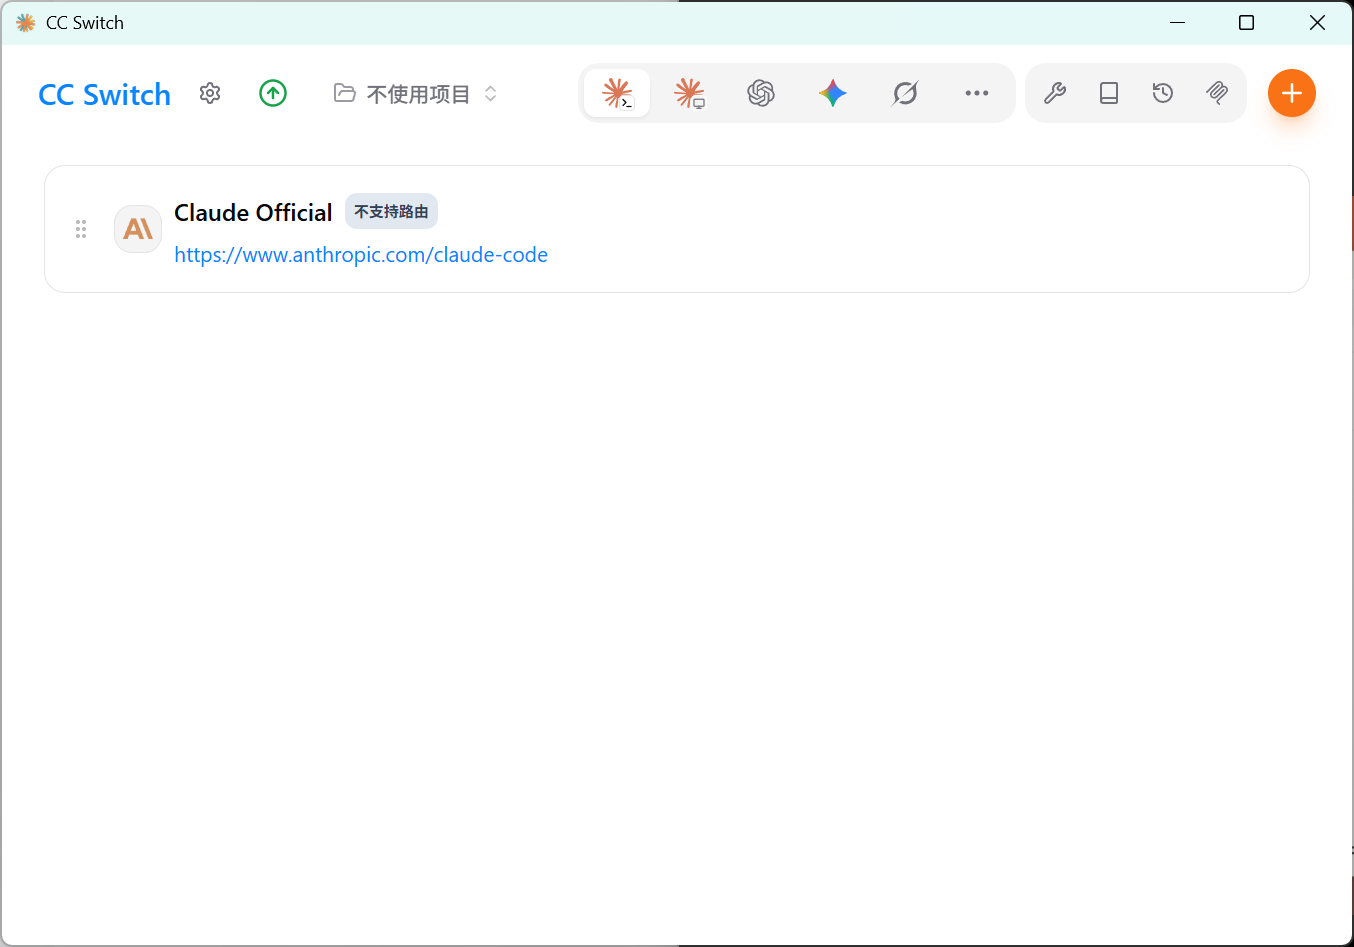 CC Switch
CC Switch 不使用项目
Claude Official 不支持路由
https://www.anthropic.com/claude-code